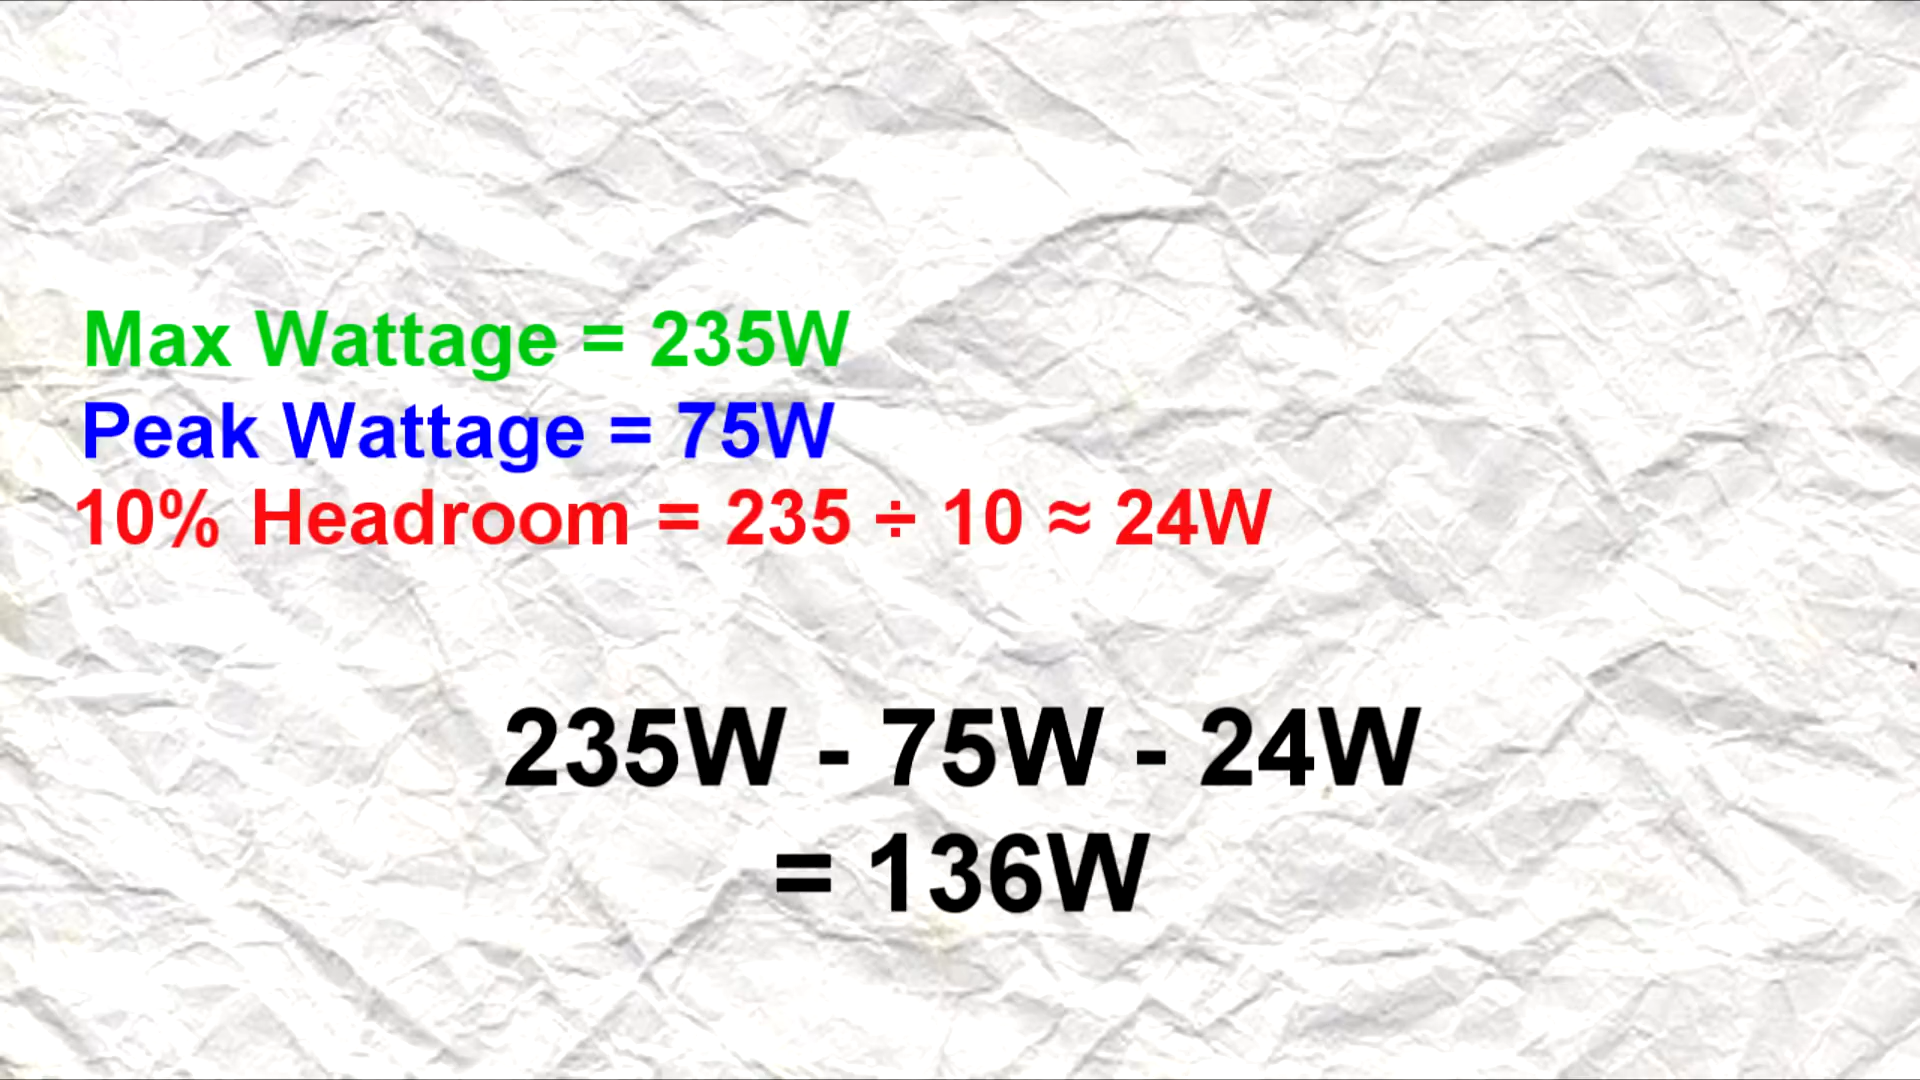 Max Wattage = 235W
Peak Wattage = 75W
10% Headroom = 235 ÷ 10 ≈ 24W
235W - 75W - 24W
= 136W